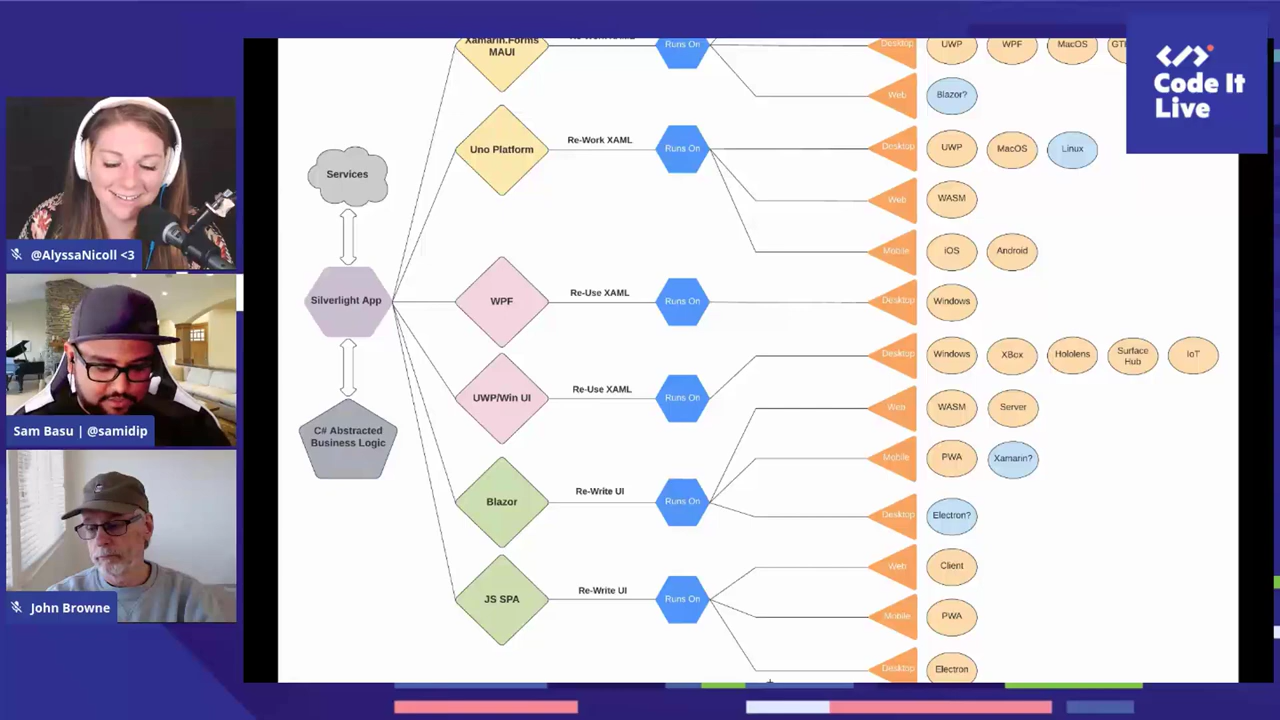 Xamarin.Forms
MAUI
Runs On
Desktop
UWP
WPF
MacOS
Web
Blazor?
Code It
Live
Services
Uno Platform
Re-Work XAML
Runs On
Desktop
UWP
MacOS
Linux
Web
WASM
Mobile
iOS
Android
@AlyssaNicoll <3
Silverlight App
WPF
Re-Use XAML
Runs On
Desktop
Windows
Desktop
Windows
XBox
Hololens
Surface
Hub
IoT
UWP/Win UI
Re-Use XAML
Runs On
Sam Basu | @samidip
C# Abstracted
Business Logic
Web
WASM
Server
Mobile
PWA
Xamarin?
Blazor
Re-Write UI
Runs On
Desktop
Electron?
John Browne
JS SPA
Re-Write UI
Runs On
Web
Client
Mobile
PWA
Desktop
Electron